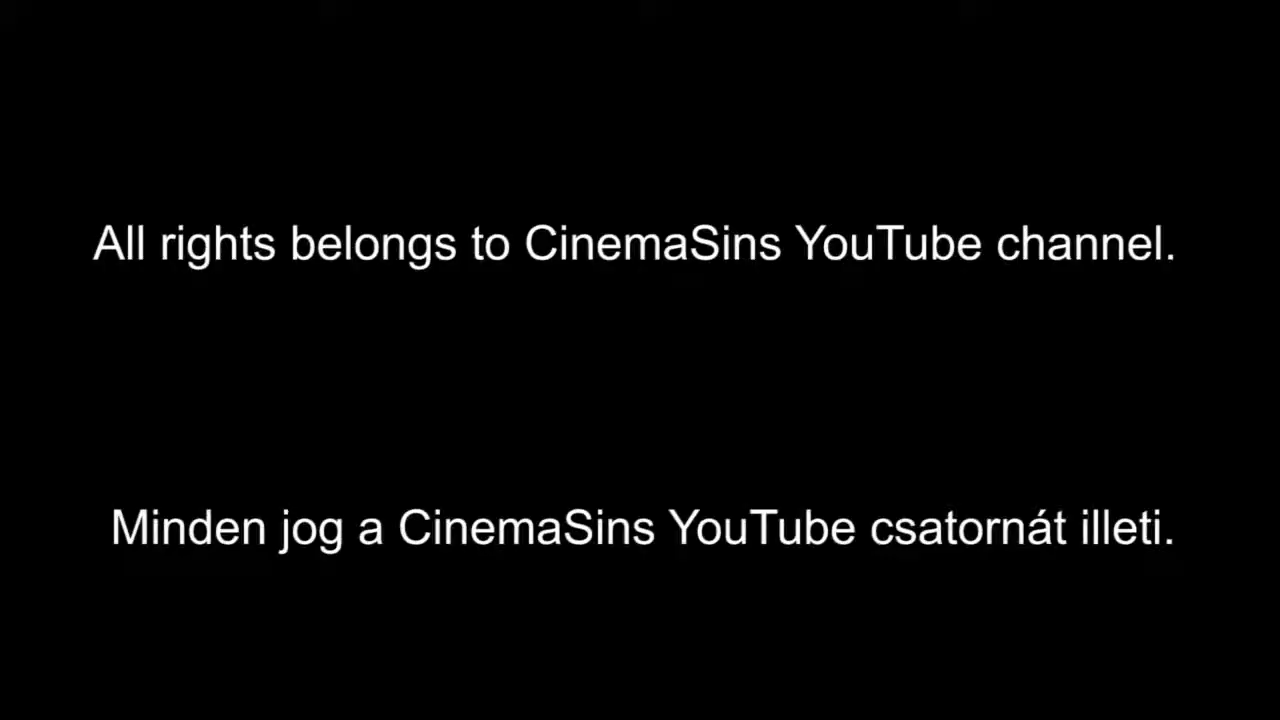 All rights belongs to CinemaSins YouTube channel.
Minden jog a CinemaSins YouTube csatornát illeti.